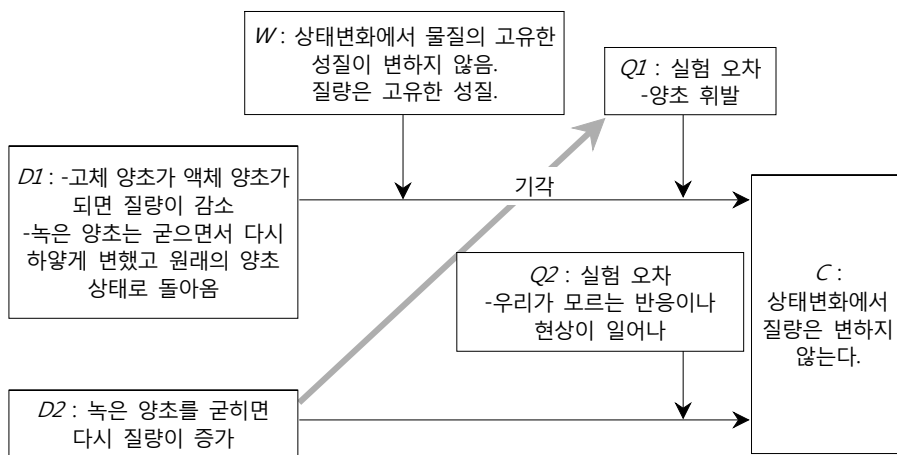 W : 상태변화에서 물질의 고유한
성질이 변하지 않음.
질량은 고유한 성질.
Q1 : 실험 오차
-양초 휘발
D1 : -고체 양초가 액체 양초가
되면 질량이 감소
-녹은 양초는 굳으면서 다시
하얗게 변했고 원래의 양초
상태로 돌아옴
기각
Q2 : 실험 오차
-우리가 모르는 반응이나
현상이 일어나
C :
상태변화에서
질량은 변하지
않는다.
D2 : 녹은 양초를 굳히면
다시 질량이 증가